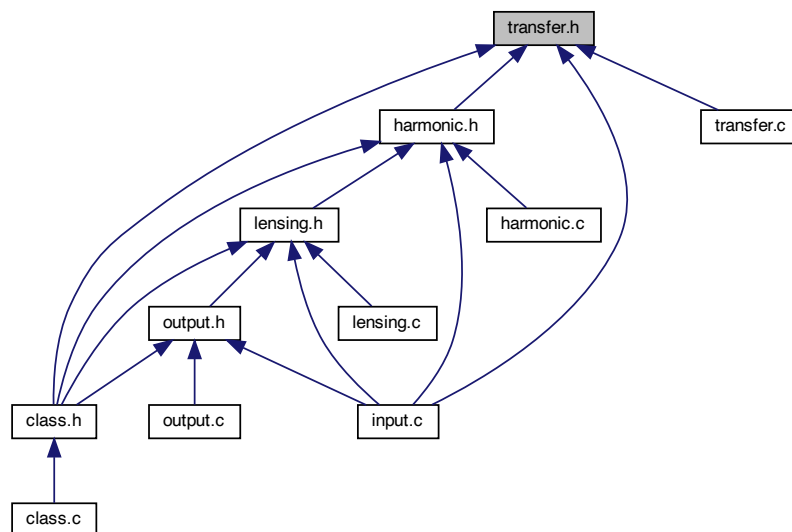 transfer.h
harmonic.h
transfer.c
lensing.h
harmonic.c
output.h
lensing.c
class.h
output.c
input.c
class.c